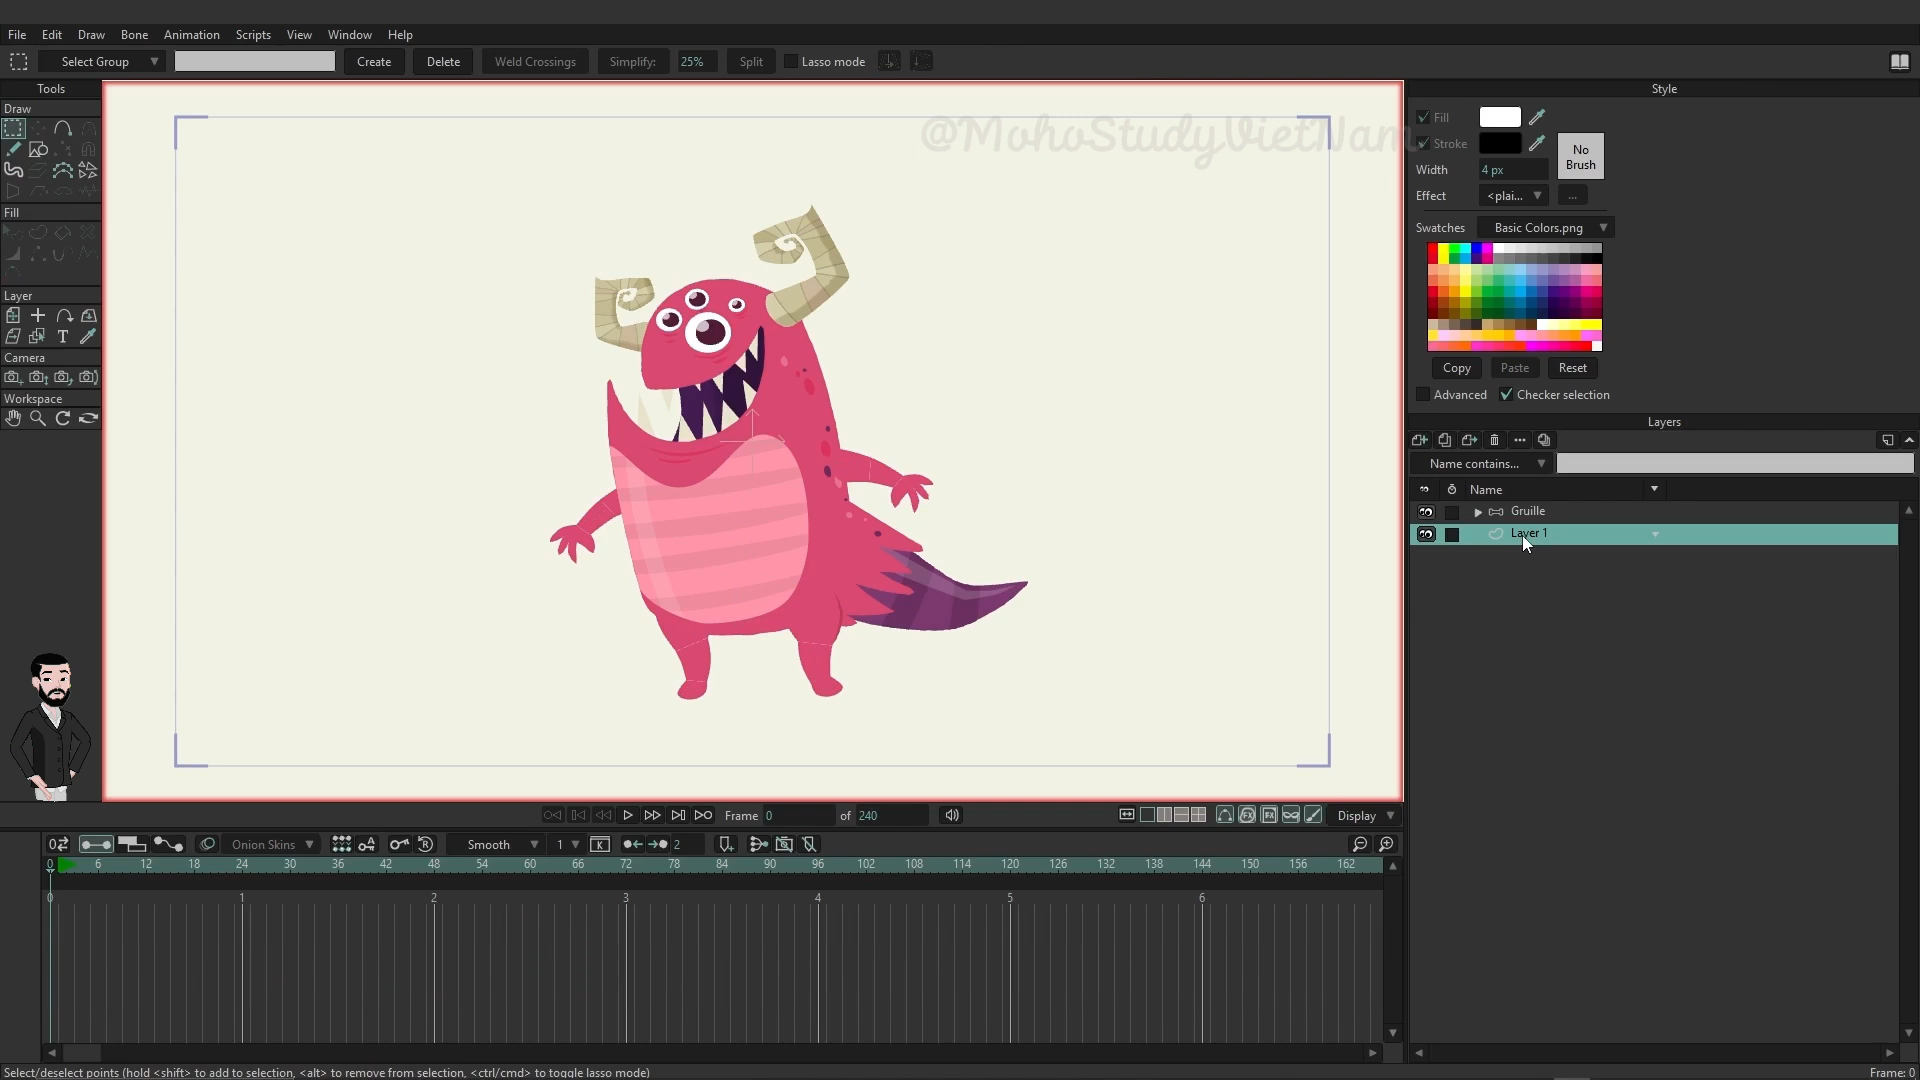 File Edit Draw Bone Animation Scripts View Window Help
Select Group Create Delete Weld Crossings Simplify: 25% Split Lasso mode
Tools
Draw
Fill
Layer
Camera
Workspace
@MohoStudyVietNam
Style
Fill
Stroke
No Brush
Width 4 px
Effect <plai... ...
Swatches Basic Colors.png
Copy Paste Reset
Advanced Checker selection
Layers
Name contains...
Name
Gruille
Layer 1
Frame 0 of 240 Display
Onion Skins Smooth 1 2
0 6 12 18 24 30 36 42 48 54 60 66 72 78 84 90 96 102 108 114 120 126 132 138 144 150 156 162
0 1 2 3 4 5 6
Select/deselect points (hold <shift> to add to selection, <alt> to remove from selection, <ctrl/cmd> to toggle lasso mode) Frame: 0